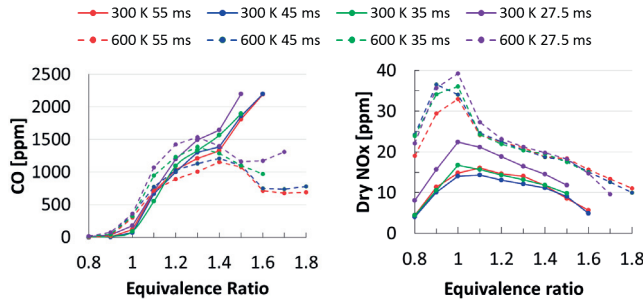 300 K 55 ms 300 K 45 ms 300 K 35 ms 300 K 27.5 ms
600 K 55 ms 600 K 45 ms 600 K 35 ms 600 K 27.5 ms
CO [ppm]
2500
2000
1500
1000
500
0
0.8 1.0 1.2 1.4 1.6 1.8
Equivalence Ratio
Dry NOx [ppm]
40
30
20
10
0
0.8 1 1.2 1.4 1.6 1.8
Equivalence ratio